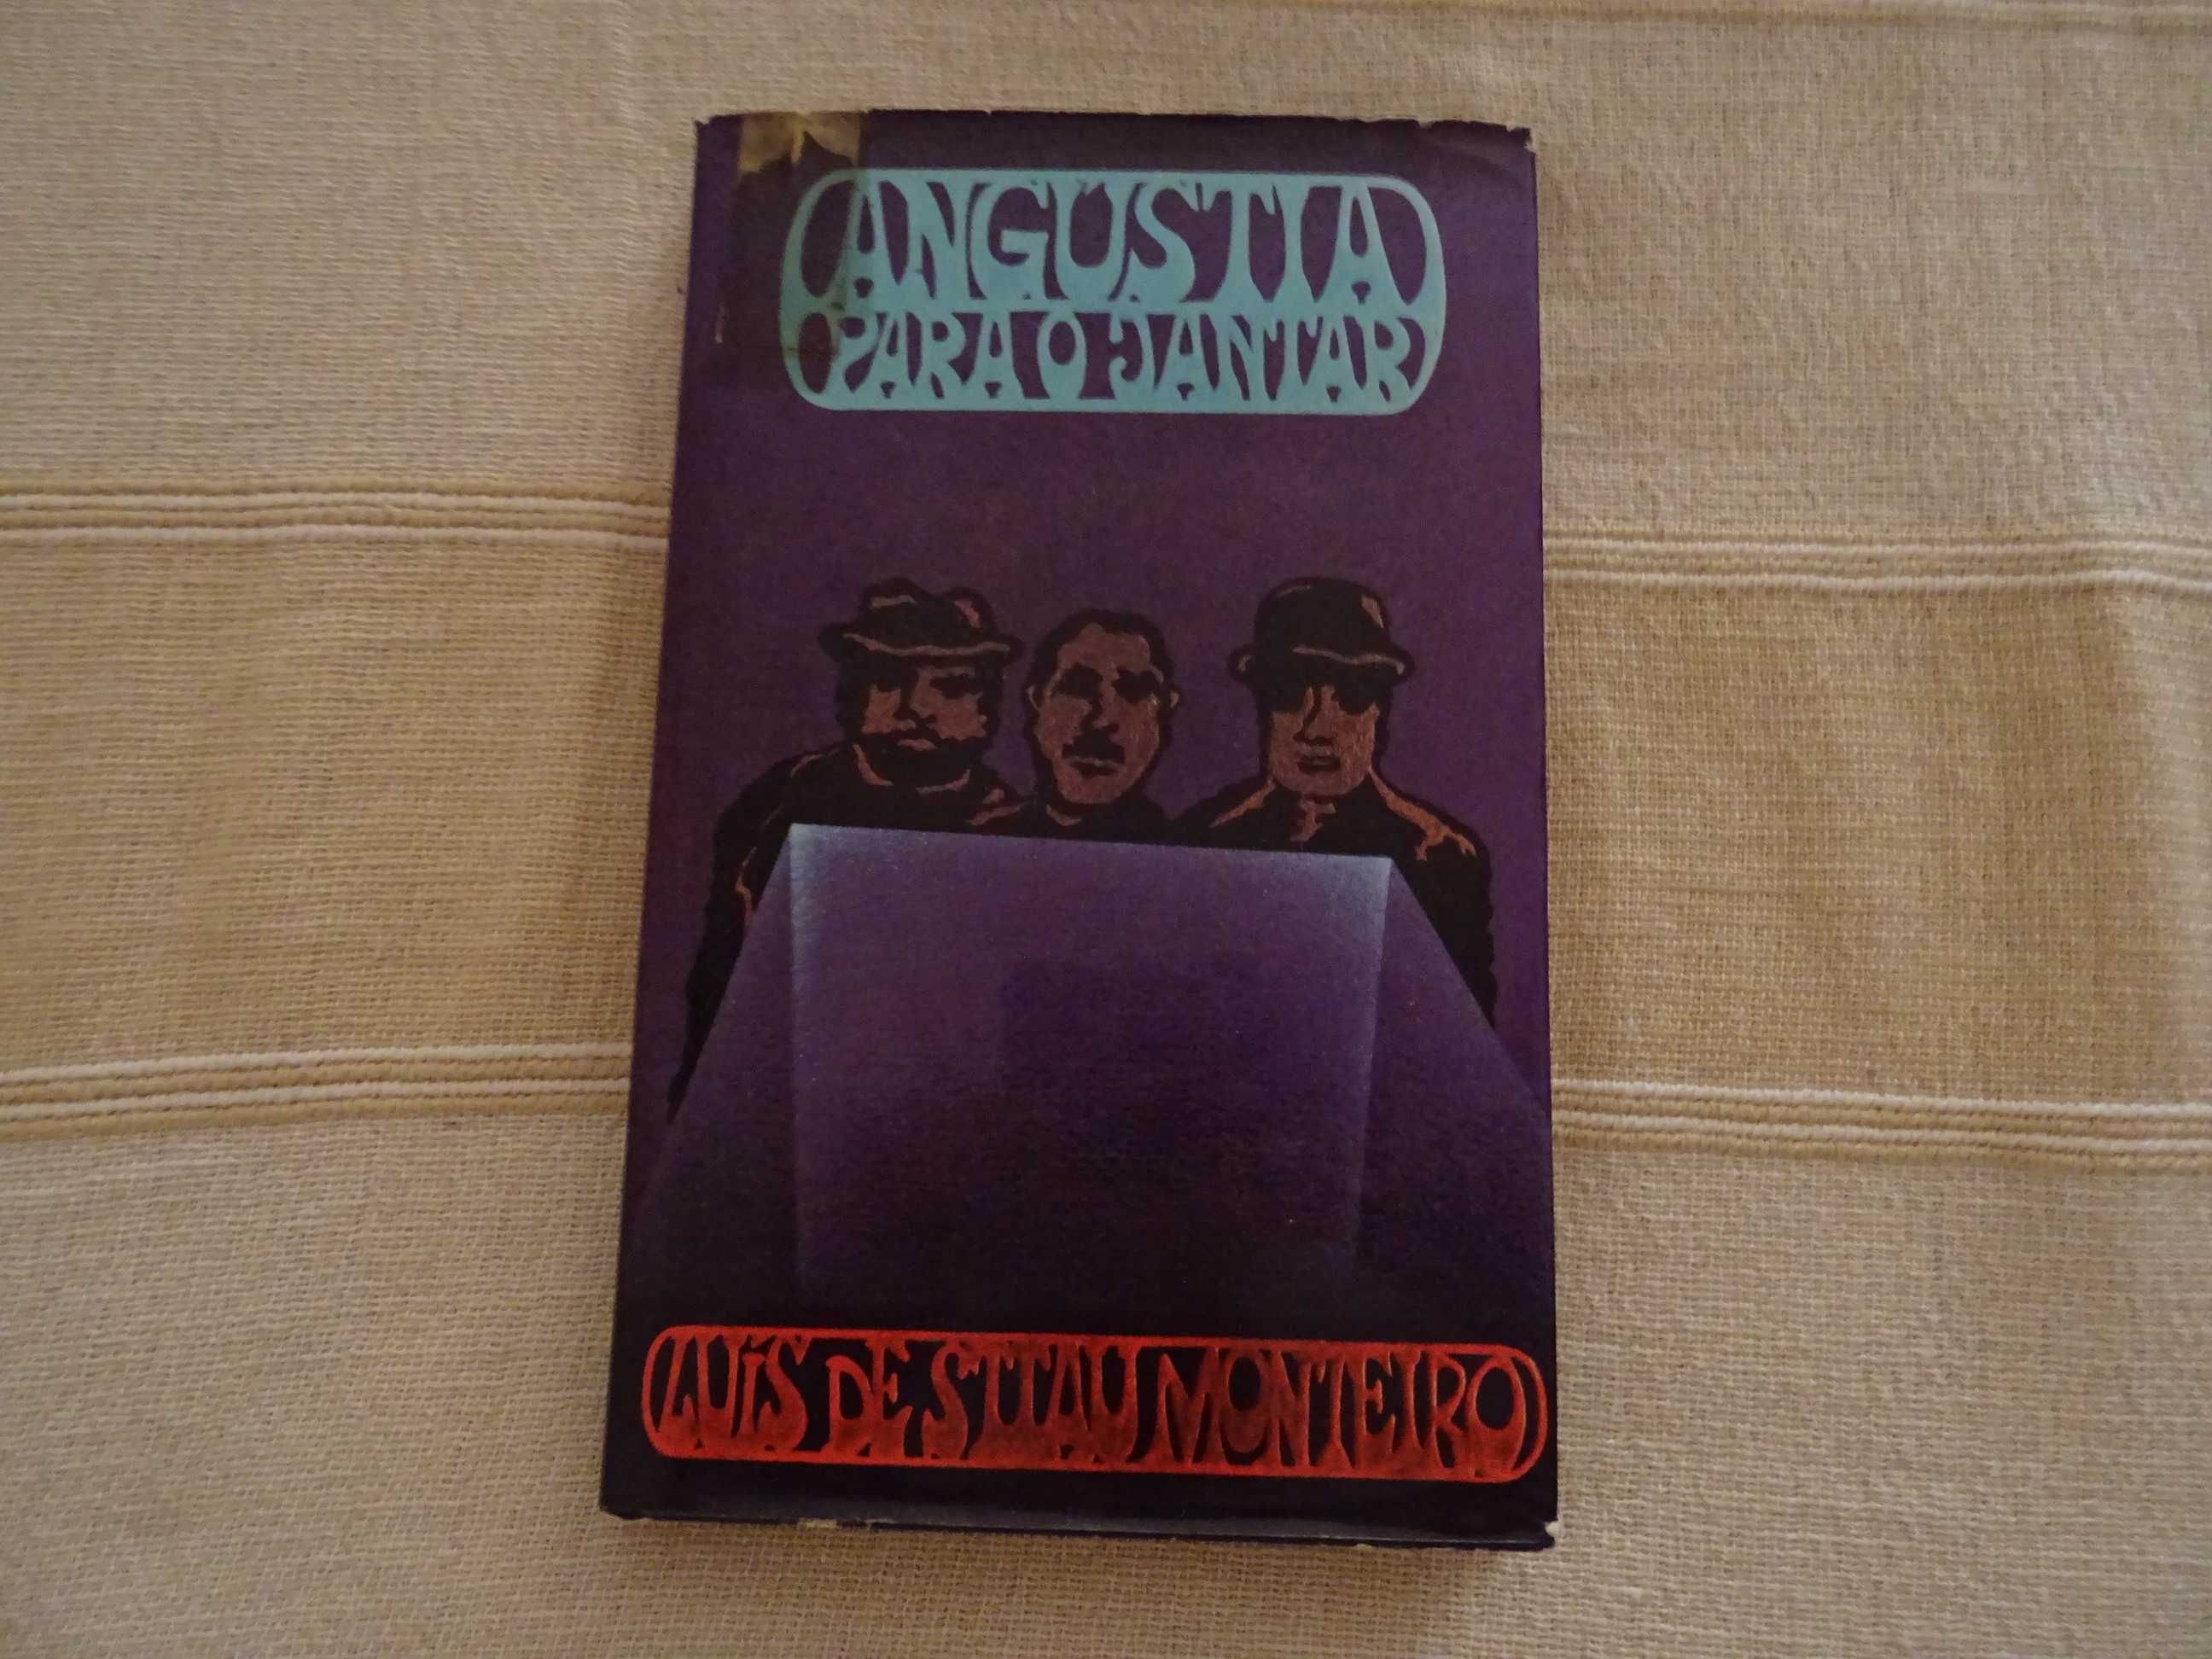 ANGÚSTIA
PARA O JANTAR
LUÍS DE STTAU MONTEIRO